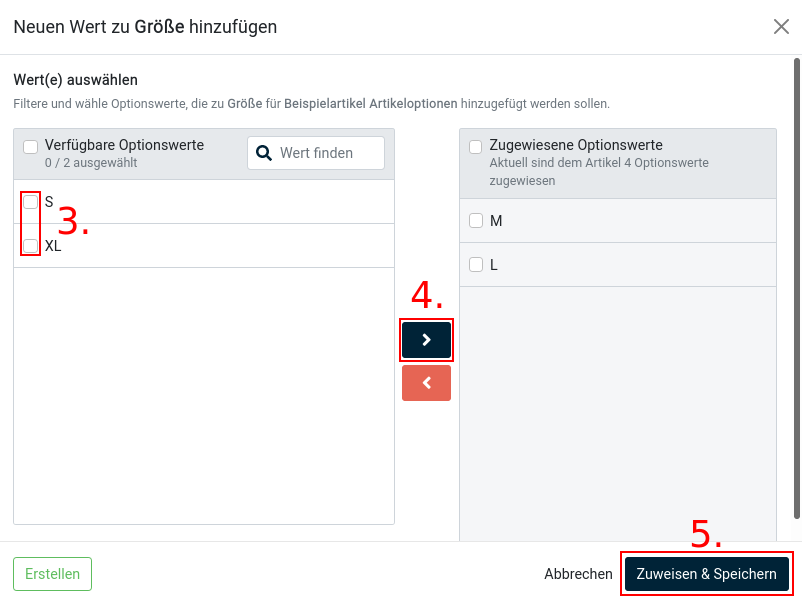 Neuen Wert zu Größe hinzufügen
Wert(e) auswählen
Filtere und wähle Optionswerte, die zu Größe für Beispielartikel Artikeloptionen hinzugefügt werden sollen.
Verfügbare Optionswerte
0 / 2 ausgewählt
Wert finden
S
3.
XL
Zugewiesene Optionswerte
Aktuell sind dem Artikel 4 Optionswerte
zugewiesen
M
L
4.
5.
Erstellen
Abbrechen
Zuweisen & Speichern